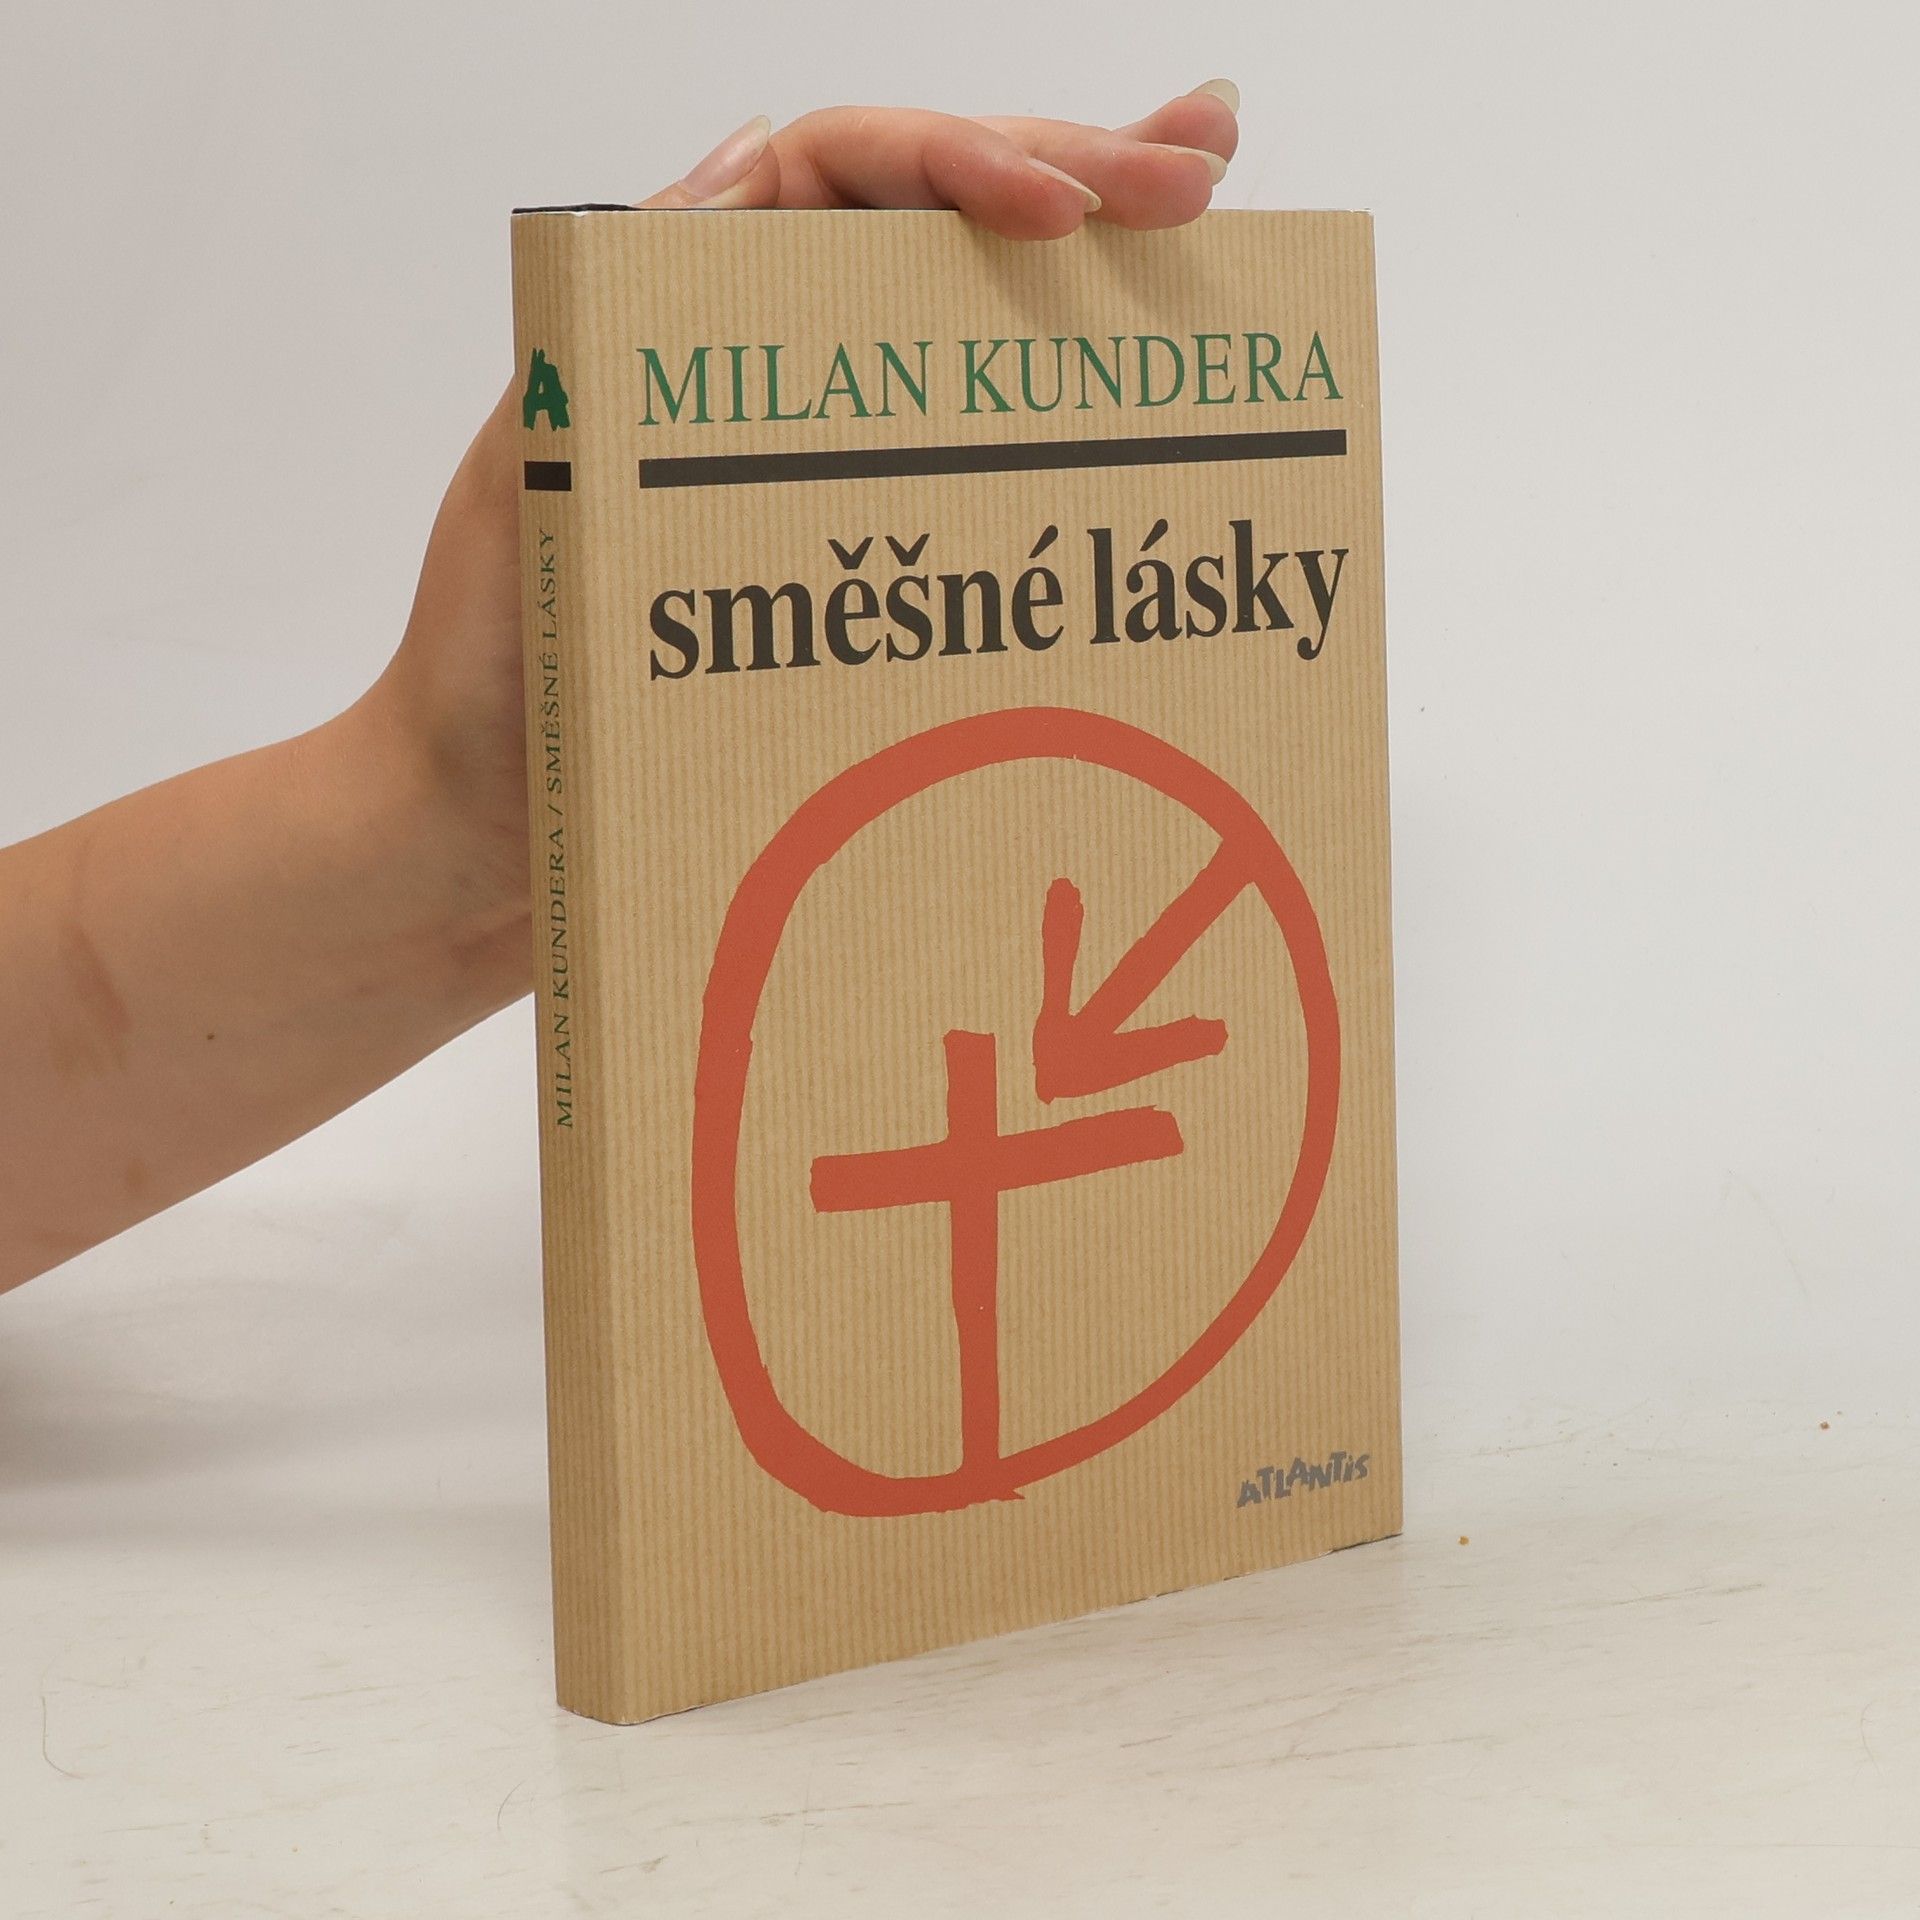 A
MILAN KUNDERA / SMĚŠNÉ LÁSKY
MILAN KUNDERA
směšné lásky
ATLANTiS